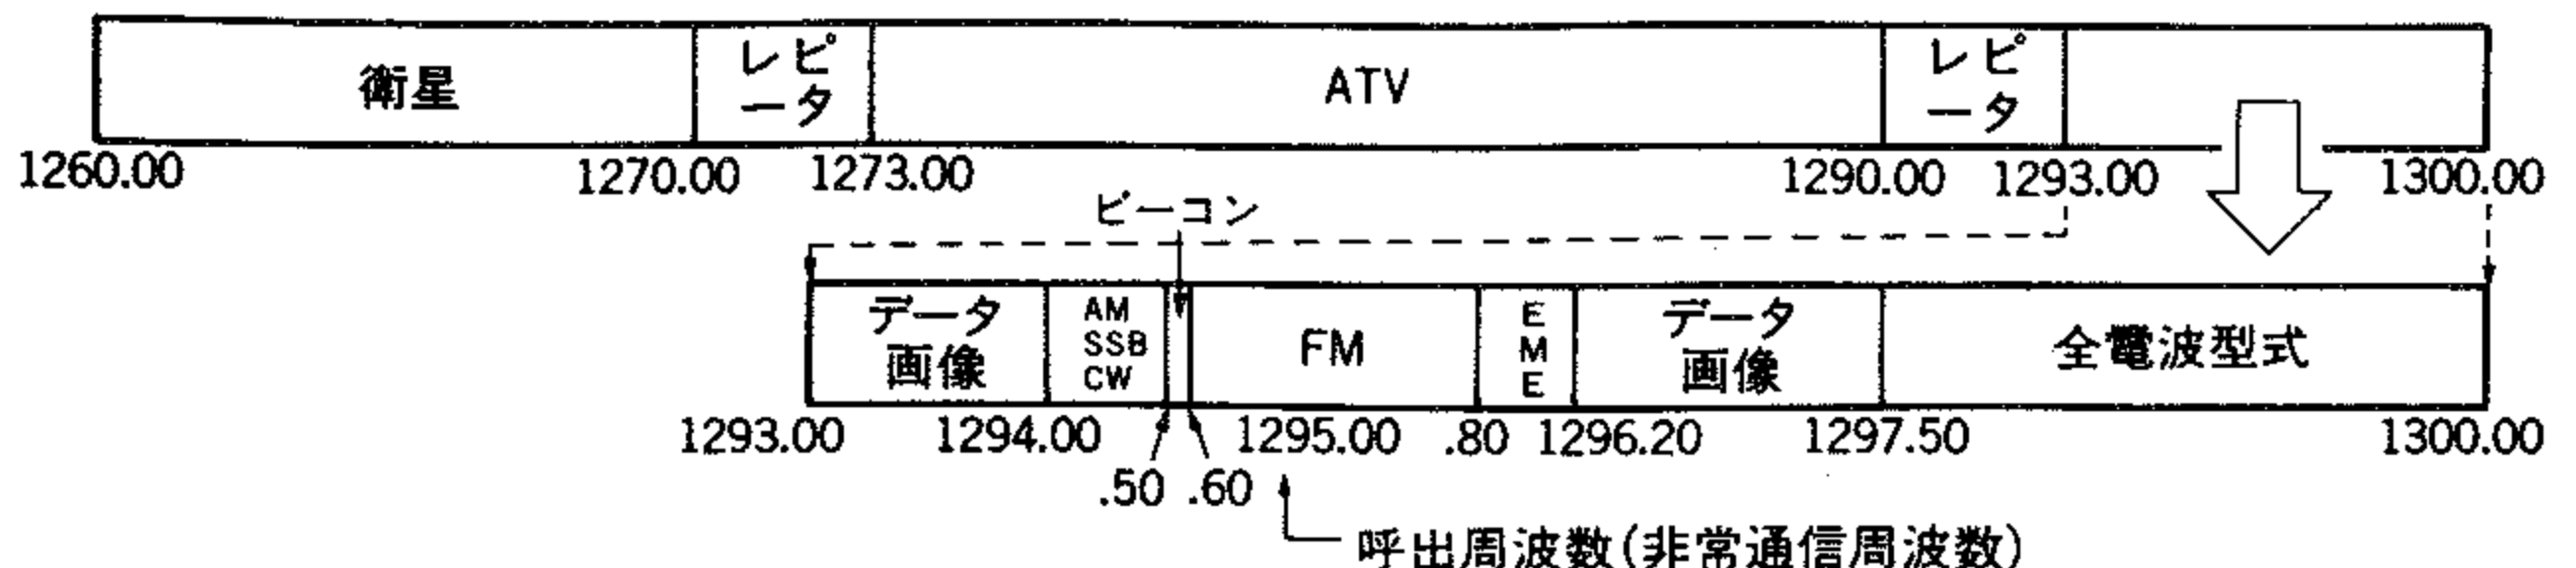 衛星
レピータ
ATV
レピータ
1260.00
1270.00
1273.00
1290.00
1293.00
1300.00
ビーコン
データ
画像
AM
SSB
CW
FM
EME
データ
画像
全電波型式
1293.00
1294.00
.50
.60
1295.00
.80
1296.20
1297.50
1300.00
呼出周波数(非常通信周波数)